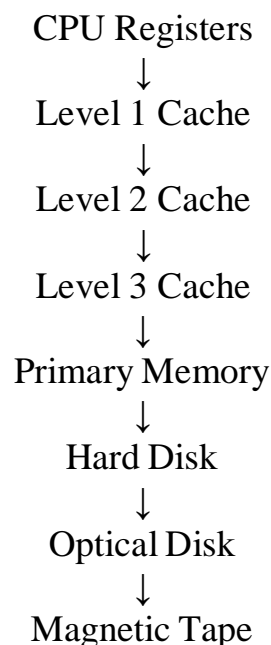 CPU Registers
↓
Level 1 Cache
↓
Level 2 Cache
↓
Level 3 Cache
↓
Primary Memory
↓
Hard Disk
↓
Optical Disk
↓
Magnetic Tape